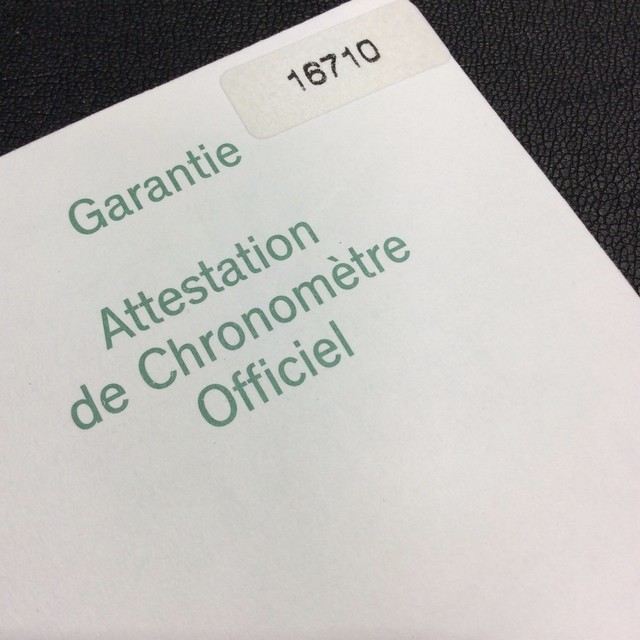 16710
Garantie
Attestation
de Chronomètre
Officiel